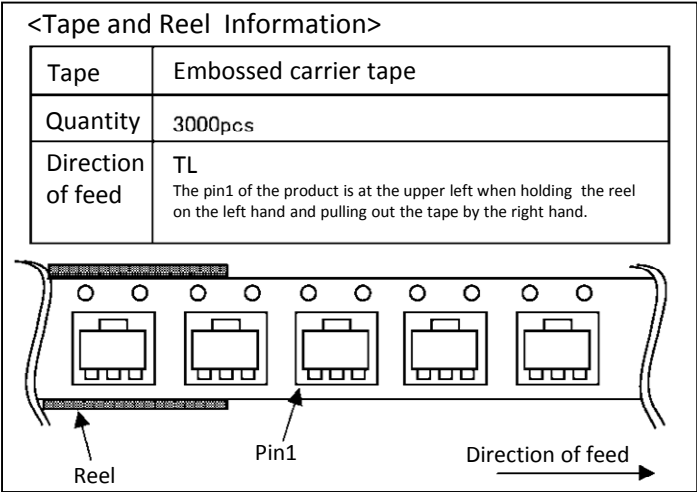 <Tape and Reel Information>
Tape Embossed carrier tape
Quantity 3000pcs
Direction of feed TL
The pin1 of the product is at the upper left when holding the reel
on the left hand and pulling out the tape by the right hand.
Pin1
Direction of feed
Reel